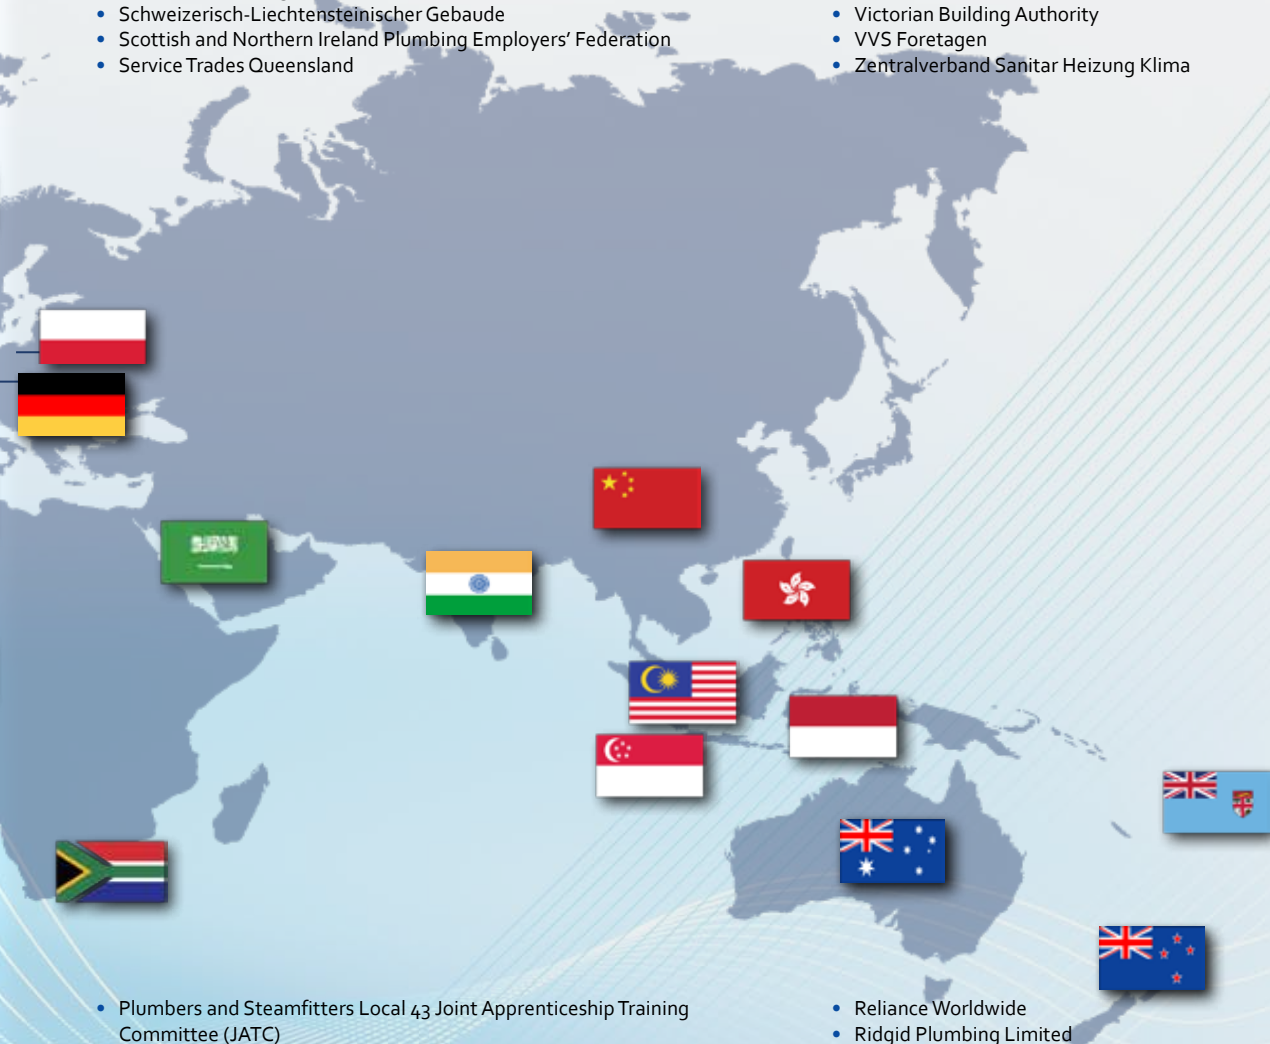 Schweizerisch-Liechtensteinischer Gebaude
Scottish and Northern Ireland Plumbing Employers’ Federation
Service Trades Queensland
Victorian Building Authority
VVS Foretagen
Zentralverband Sanitar Heizung Klima
Plumbers and Steamfitters Local 43 Joint Apprenticeship Training
Committee (JATC)
Reliance Worldwide
Ridgid Plumbing Limited